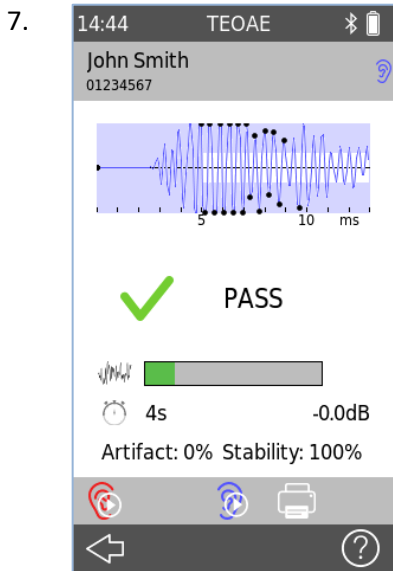 7.
14:44 TEOAE
John Smith
01234567
5 10 ms
PASS
4s -0.0dB
Artifact: 0% Stability: 100%
?